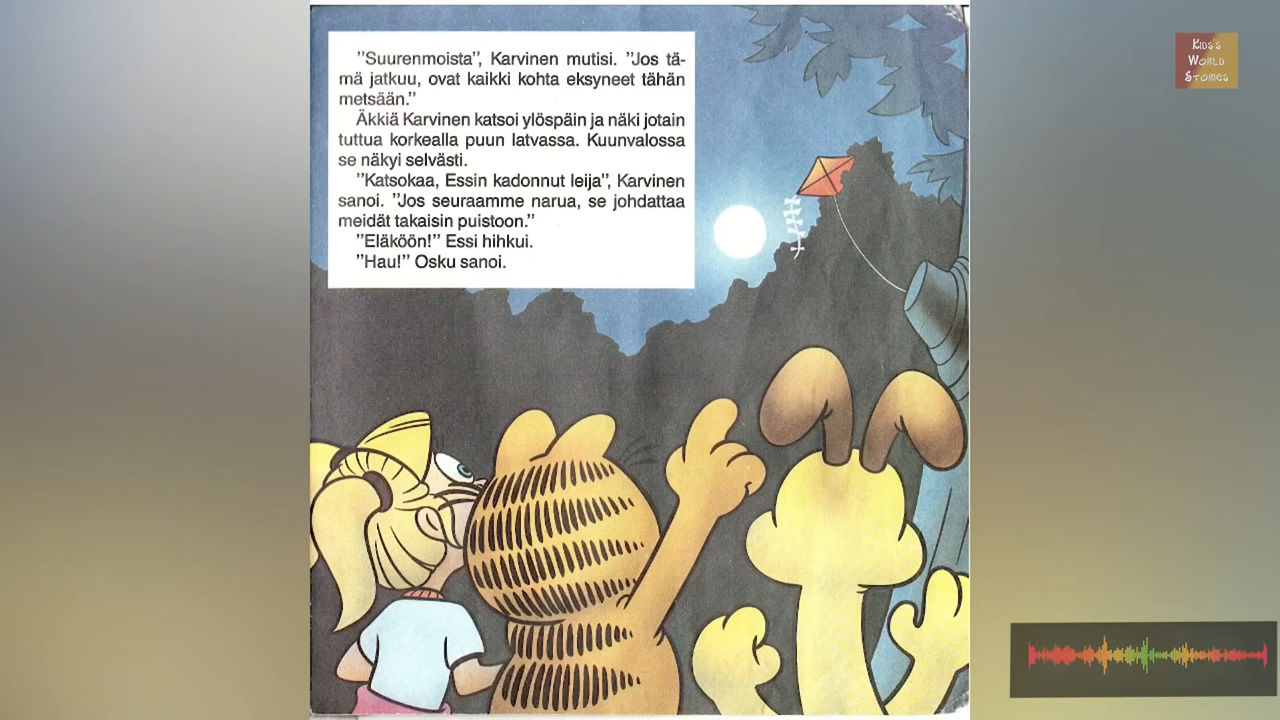 ”Suurenmoista”, Karvinen mutisi. ”Jos tä-
mä jatkuu, ovat kaikki kohta eksyneet tähän
metsään.”
Äkkiä Karvinen katsoi ylöspäin ja näki jotain
tuttua korkealla puun latvassa. Kuunvalossa
se näkyi selvästi.
”Katsokaa, Essin kadonnut leija”, Karvinen
sanoi. ”Jos seuraamme narua, se johdattaa
meidät takaisin puistoon.”
”Eläköön!” Essi hihkui.
”Hau!” Osku sanoi.
Kids's
World
Stories